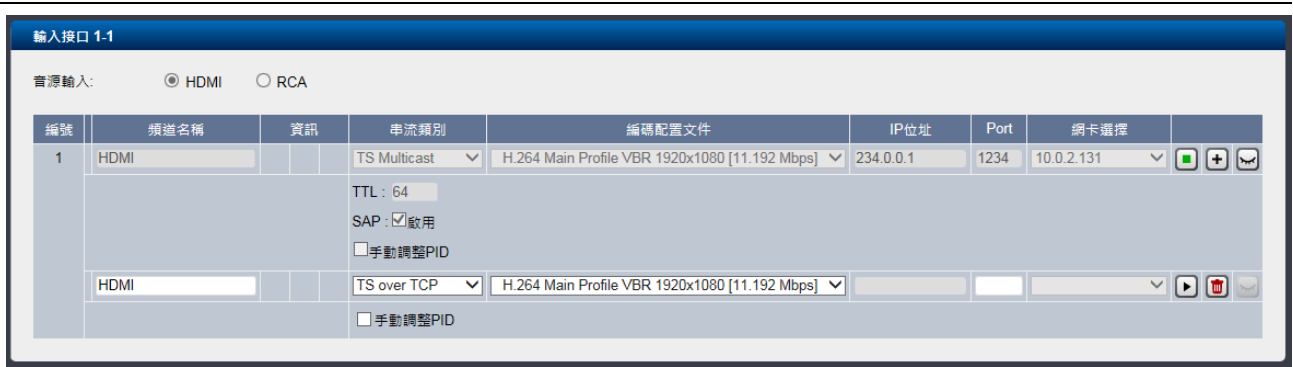 輸入接口 1-1
音源輸入: HDMI RCA
編號 頻道名稱 資訊 串流類別 編碼配置文件 IP位址 Port 網卡選擇
1 HDMI TS Multicast H.264 Main Profile VBR 1920x1080 [11.192 Mbps] 234.0.0.1 1234 10.0.2.131
TTL : 64
SAP : 啟用
手動調整PID
HDMI TS over TCP H.264 Main Profile VBR 1920x1080 [11.192 Mbps]
手動調整PID